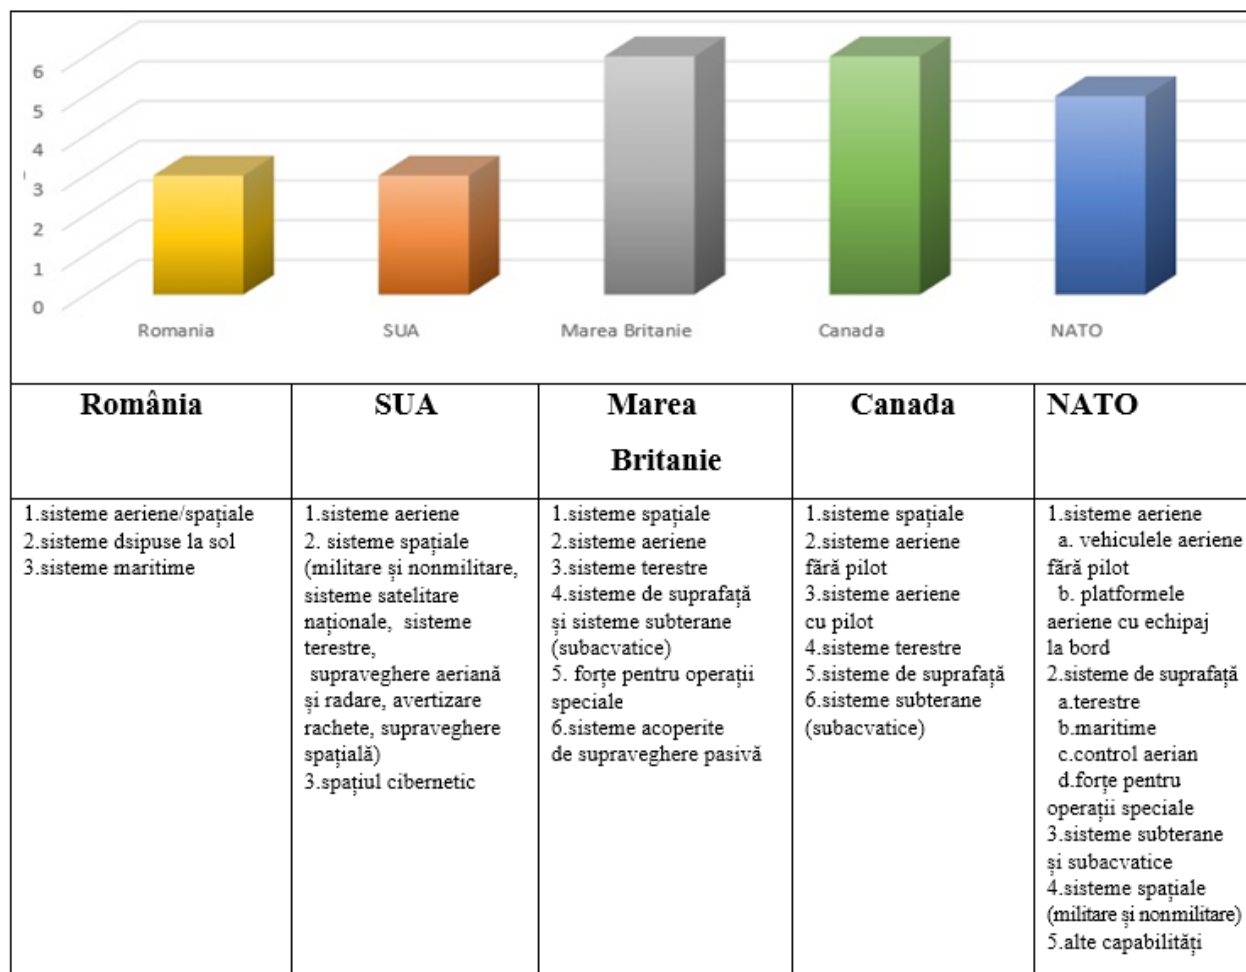 6
5
4
3
2
1
0
Romania
SUA
Marea Britanie
Canada
NATO
România
SUA
Marea
Britanie
Canada
NATO
1.sisteme aeriene/spațiale
2.sisteme dsipuse la sol
3.sisteme maritime
1.sisteme aeriene
2. sisteme spațiale
(militare și nonmilitare,
sisteme satelitare
naționale, sisteme
terestre,
supraveghere aeriană
și radare, avertizare
rachete, supraveghere
spațială)
3.spațiul cibernetic
1.sisteme spațiale
2.sisteme aeriene
3.sisteme terestre
4.sisteme de suprafață
și sisteme subterane
(subacvatice)
5. forțe pentru operații
speciale
6.sisteme acoperite
de supraveghere pasivă
1.sisteme spațiale
2.sisteme aeriene
fără pilot
3.sisteme aeriene
cu pilot
4.sisteme terestre
5.sisteme de suprafață
6.sisteme subterane
(subacvatice)
1.sisteme aeriene
a. vehiculele aeriene
fără pilot
b. platformele
aeriene cu echipaj
la bord
2.sisteme de suprafață
a.terestre
b.maritime
c.control aerian
d.forțe pentru
operații speciale
3.sisteme subterane
și subacvatice
4.sisteme spațiale
(militare și nonmilitare)
5.alte capabilități